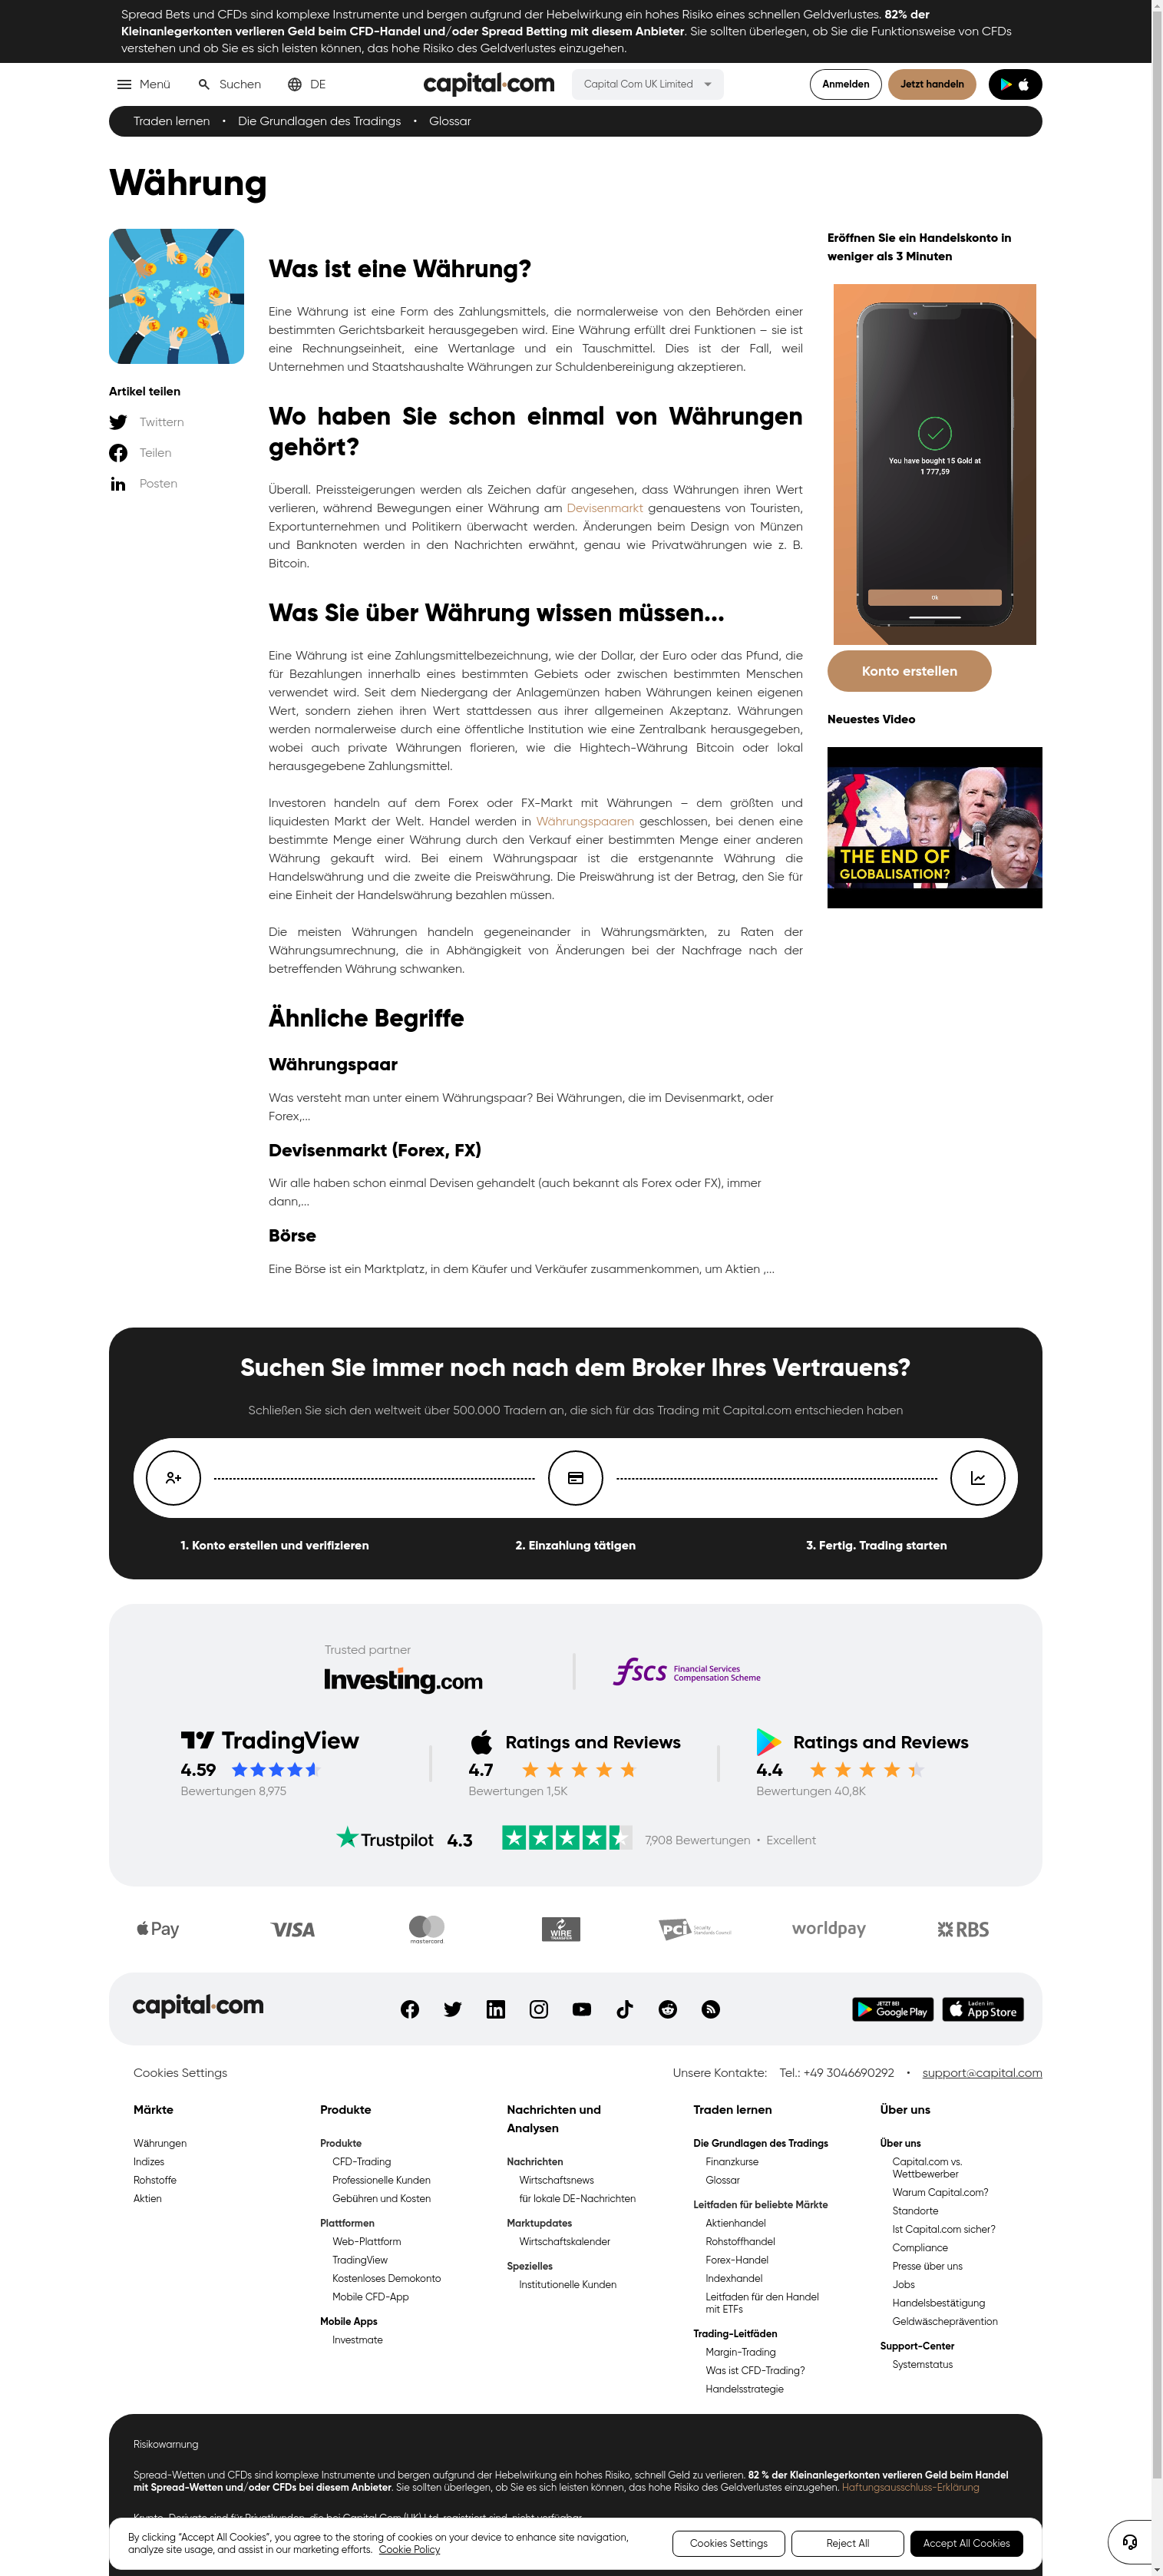 Spread Bets und CFDs sind komplexe Instrumente und bergen aufgrund der Hebelwirkung ein hohes Risiko eines schnellen Geldverlustes. 82% der
Kleinanlegerkonten verlieren Geld beim CFD-Handel und/oder Spread Betting mit diesem Anbieter. Sie sollten überlegen, ob Sie die Funktionsweise von CFDs
verstehen und ob Sie es sich leisten können, das hohe Risiko des Geldverlustes einzugehen.
Menü Suchen DE capital.com Capital Com UK Limited Anmelden Jetzt handeln
Traden lernen • Die Grundlagen des Tradings • Glossar
Währung
Artikel teilen
Twittern
Teilen
Posten
Was ist eine Währung?
Eine Währung ist eine Form des Zahlungsmittels, die normalerweise von den Behörden einer
bestimmten Gerichtsbarkeit herausgegeben wird. Eine Währung erfüllt drei Funktionen – sie ist
eine Rechnungseinheit, eine Wertanlage und ein Tauschmittel. Dies ist der Fall, weil
Unternehmen und Staatshaushalte Währungen zur Schuldenbereinigung akzeptieren.
Wo haben Sie schon einmal von Währungen
gehört?
Überall. Preissteigerungen werden als Zeichen dafür angesehen, dass Währungen ihren Wert
verlieren, während Bewegungen einer Währung am Devisenmarkt genauestens von Touristen,
Exportunternehmen und Politikern überwacht werden. Änderungen beim Design von Münzen
und Banknoten werden in den Nachrichten erwähnt, genau wie Privatwährungen wie z. B.
Bitcoin.
Was Sie über Währung wissen müssen...
Eine Währung ist eine Zahlungsmittelbezeichnung, wie der Dollar, der Euro oder das Pfund, die
für Bezahlungen innerhalb eines bestimmten Gebiets oder zwischen bestimmten Menschen
verwendet wird. Seit dem Niedergang der Anlagemünzen haben Währungen keinen eigenen
Wert, sondern ziehen ihren Wert stattdessen aus ihrer allgemeinen Akzeptanz. Währungen
werden normalerweise durch eine öffentliche Institution wie eine Zentralbank herausgegeben,
wobei auch private Währungen florieren, wie die Hightech-Währung Bitcoin oder lokal
herausgegebene Zahlungsmittel.
Investoren handeln auf dem Forex oder FX-Markt mit Währungen – dem größten und
liquidesten Markt der Welt. Handel werden in Währungspaaren geschlossen, bei denen eine
bestimmte Menge einer Währung durch den Verkauf einer bestimmten Menge einer anderen
Währung gekauft wird. Bei einem Währungspaar ist die erstgenannte Währung die
Handelswährung und die zweite die Preiswährung. Die Preiswährung ist der Betrag, den Sie für
eine Einheit der Handelswährung bezahlen müssen.
Die meisten Währungen handeln gegeneinander in Währungsmärkten, zu Raten der
Währungsumrechnung, die in Abhängigkeit von Änderungen bei der Nachfrage nach der
betreffenden Währung schwanken.
Ähnliche Begriffe
Währungspaar
Was versteht man unter einem Währungspaar? Bei Währungen, die im Devisenmarkt, oder
Forex,...
Devisenmarkt (Forex, FX)
Wir alle haben schon einmal Devisen gehandelt (auch bekannt als Forex oder FX), immer
dann,...
Börse
Eine Börse ist ein Marktplatz, in dem Käufer und Verkäufer zusammenkommen, um Aktien ,...
Eröffnen Sie ein Handelskonto in
weniger als 3 Minuten
You have bought 15 Gold at
1 777,59
Ok
Konto erstellen
Neuestes Video
THE END OF
GLOBALISATION?
Suchen Sie immer noch nach dem Broker Ihres Vertrauens?
Schließen Sie sich den weltweit über 500.000 Tradern an, die sich für das Trading mit Capital.com entschieden haben
1. Konto erstellen und verifizieren
2. Einzahlung tätigen
3. Fertig. Trading starten
Trusted partner
Investing.com
fscs Financial Services
Compensation Scheme
TradingView
4.59
Bewertungen 8,975
Ratings and Reviews
4.7
Bewertungen 1,5K
Ratings and Reviews
4.4
Bewertungen 40,8K
Trustpilot 4.3 7,908 Bewertungen • Excellent
Pay VISA mastercard WIRE TRANSFER PCI Security Standards Council worldpay RBS
capital.com JETZT BEI Google Play Laden im App Store
Cookies Settings
Unsere Kontakte: Tel.: +49 3046690292 • support@capital.com
Märkte
Währungen
Indizes
Rohstoffe
Aktien
Produkte
Produkte
CFD-Trading
Professionelle Kunden
Gebühren und Kosten
Plattformen
Web-Plattform
TradingView
Kostenloses Demokonto
Mobile CFD-App
Mobile Apps
Investmate
Nachrichten und
Analysen
Nachrichten
Wirtschaftsnews
für lokale DE-Nachrichten
Marktupdates
Wirtschaftskalender
Spezielles
Institutionelle Kunden
Traden lernen
Die Grundlagen des Tradings
Finanzkurse
Glossar
Leitfaden für beliebte Märkte
Aktienhandel
Rohstoffhandel
Forex-Handel
Indexhandel
Leitfaden für den Handel
mit ETFs
Trading-Leitfäden
Margin-Trading
Was ist CFD-Trading?
Handelsstrategie
Über uns
Über uns
Capital.com vs.
Wettbewerber
Warum Capital.com?
Standorte
Ist Capital.com sicher?
Compliance
Presse über uns
Jobs
Handelsbestätigung
Geldwäscheprävention
Support-Center
Systemstatus
Risikowarnung
Spread-Wetten und CFDs sind komplexe Instrumente und bergen aufgrund der Hebelwirkung ein hohes Risiko, schnell Geld zu verlieren. 82 % der Kleinanlegerkonten verlieren Geld beim Handel
mit Spread-Wetten und/oder CFDs bei diesem Anbieter. Sie sollten überlegen, ob Sie es sich leisten können, das hohe Risiko des Geldverlustes einzugehen. Haftungsausschluss-Erklärung
By clicking “Accept All Cookies”, you agree to the storing of cookies on your device to enhance site navigation,
analyze site usage, and assist in our marketing efforts. Cookie Policy
Cookies Settings
Reject All
Accept All Cookies